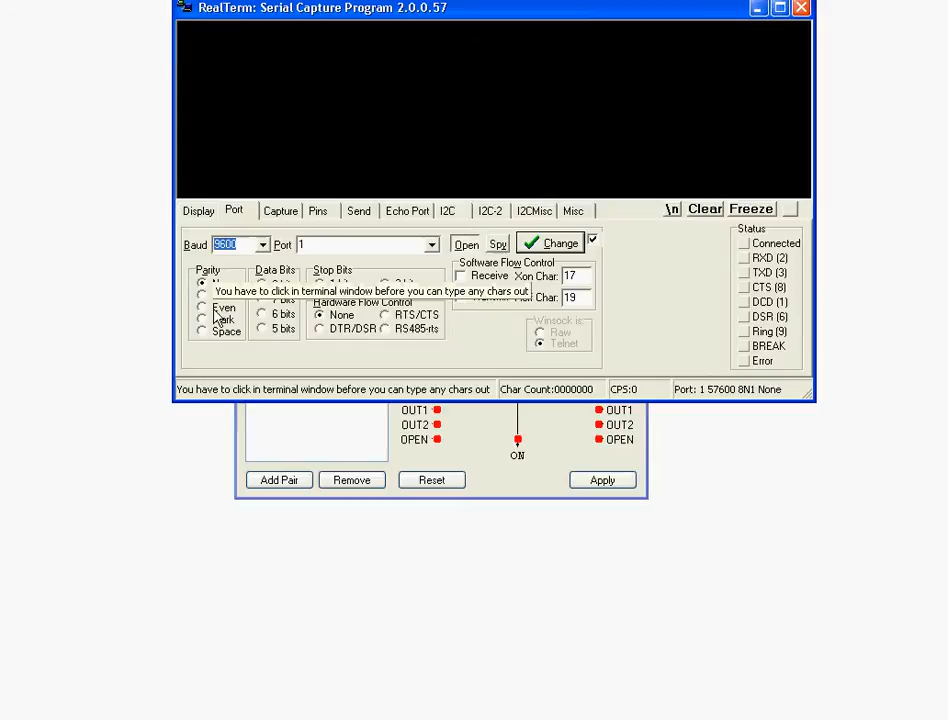 RealTerm: Serial Capture Program 2.0.0.57
Display Port Capture Pins Send Echo Port I2C I2C-2 I2CMisc Misc \n Clear Freeze
Baud 9600 Port 1 Open Spy Change
Parity
Even
Space
Data Bits
6 bits
5 bits
Stop Bits
You have to click in terminal window before you can type any chars out
Hardware Flow Control
None RTS/CTS
DTR/DSR RS485-rts
Software Flow Control
Receive Xon Char: 17
Char: 19
Winsock is:
Raw
Telnet
Status
Connected
RXD (2)
TXD (3)
CTS (8)
DCD (1)
DSR (6)
Ring (9)
BREAK
Error
You have to click in terminal window before you can type any chars out Char Count:0000000 CPS:0 Port: 1 57600 8N1 None
OUT1 OUT1
OUT2 OUT2
OPEN OPEN
ON
Add Pair Remove Reset Apply